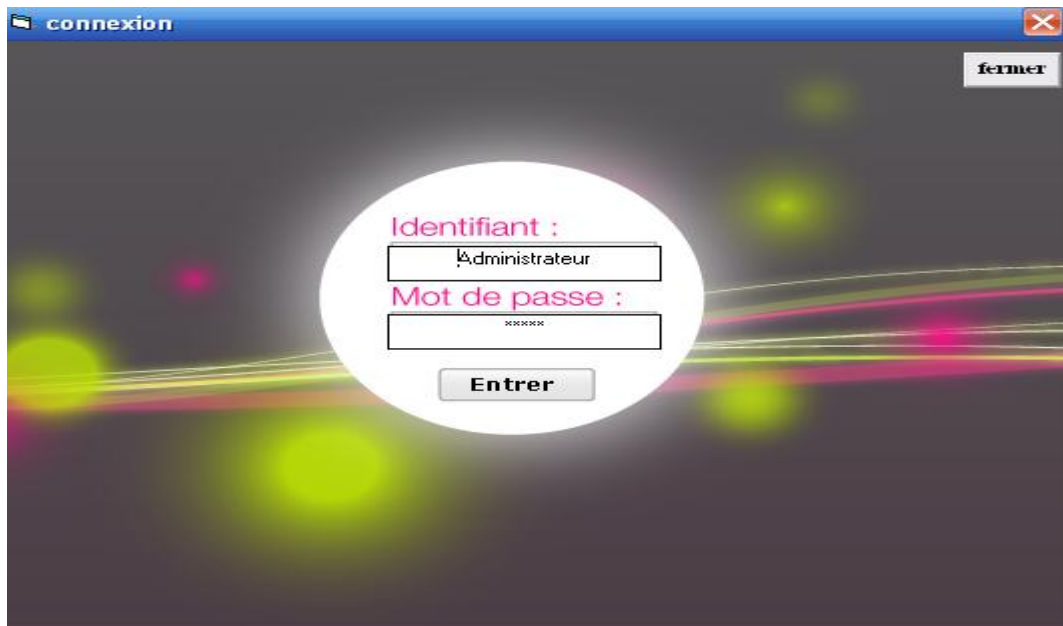 connexion
fermer
Identifiant :
Administrateur
Mot de passe :
*****
Entrer